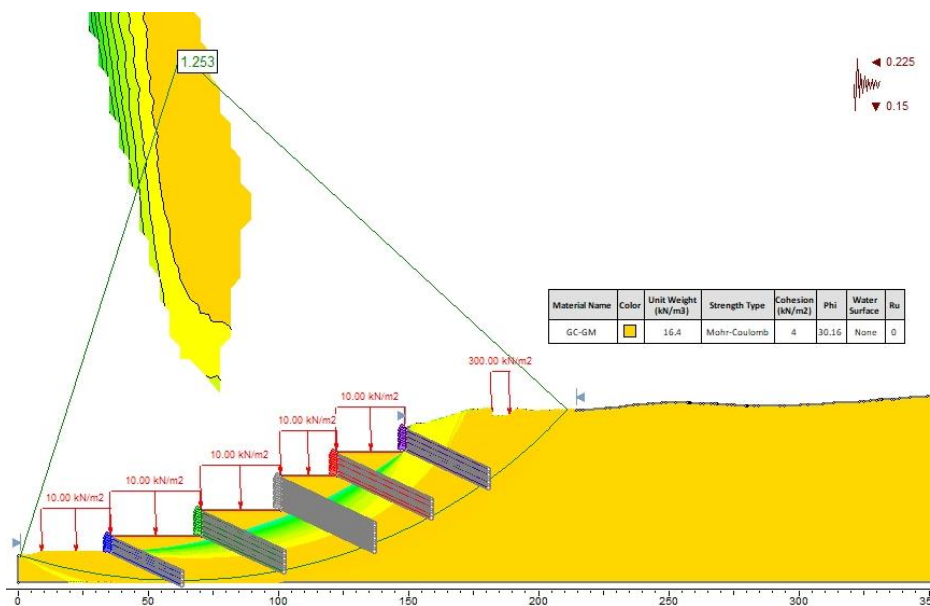 1.253
0.225
0.15
Material Name Color Unit Weight (kN/m3) Strength Type Cohesion (kN/m2) Phi Water Surface Ru
GC-GM 16.4 Mohr-Coulomb 4 30.16 None 0
300.00 kN/m2
10.00 kN/m2
10.00 kN/m2
10.00 kN/m2
10.00 kN/m2
10.00 kN/m2
0 50 100 150 200 250 300 350